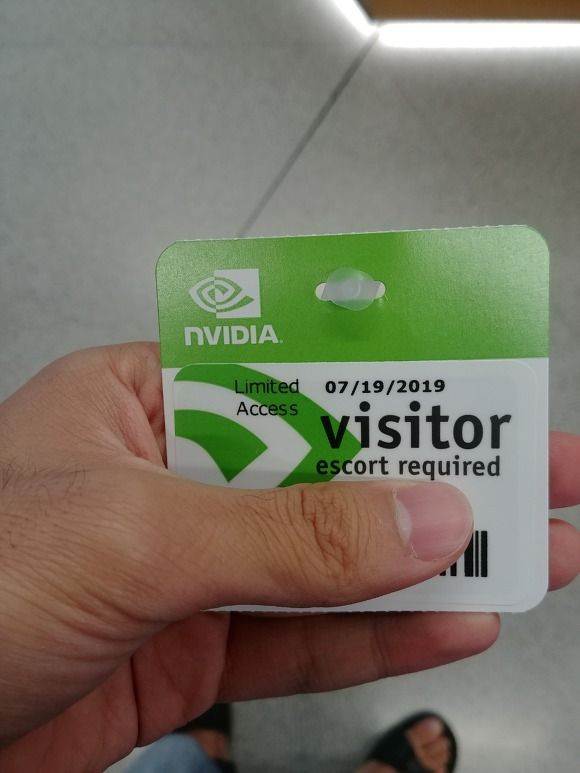 NVIDIA
Limited Access
07/19/2019
visitor
escort required